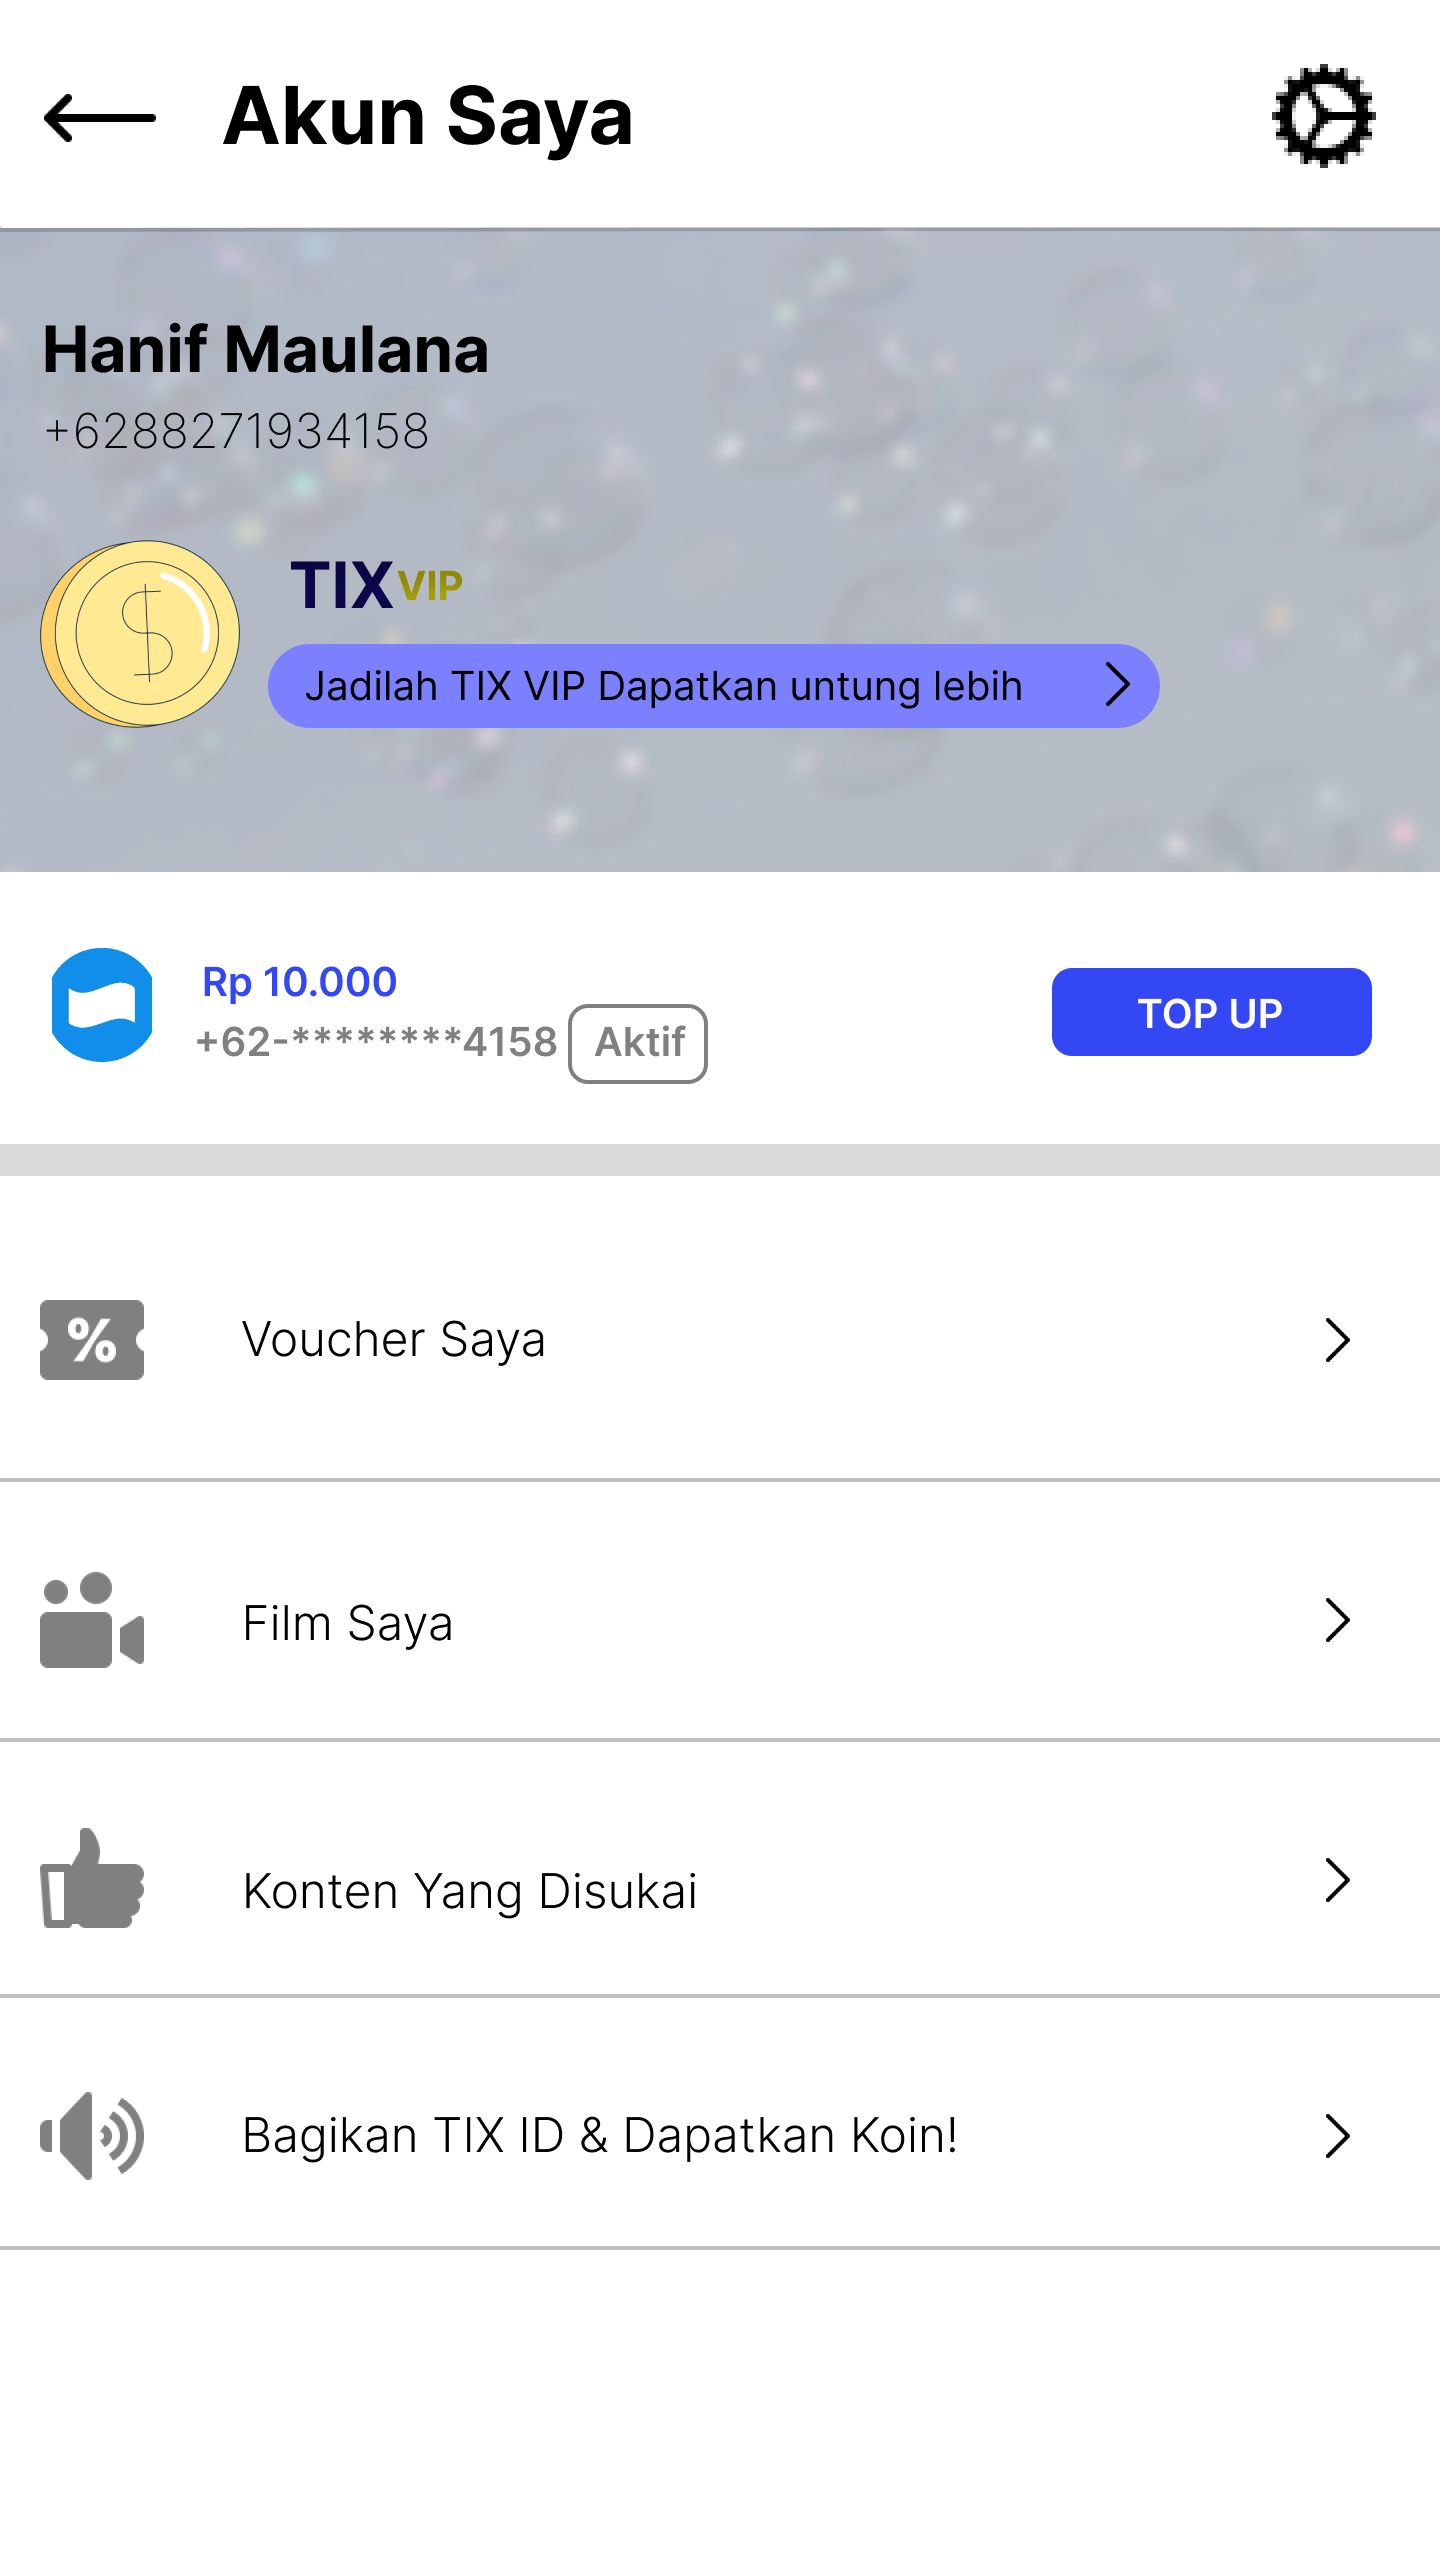 Akun Saya
Hanif Maulana
+6288271934158
TIX VIP
Jadilah TIX VIP Dapatkan untung lebih
Rp 10.000
+62-********4158 Aktif
TOP UP
Voucher Saya
Film Saya
Konten Yang Disukai
Bagikan TIX ID & Dapatkan Koin!